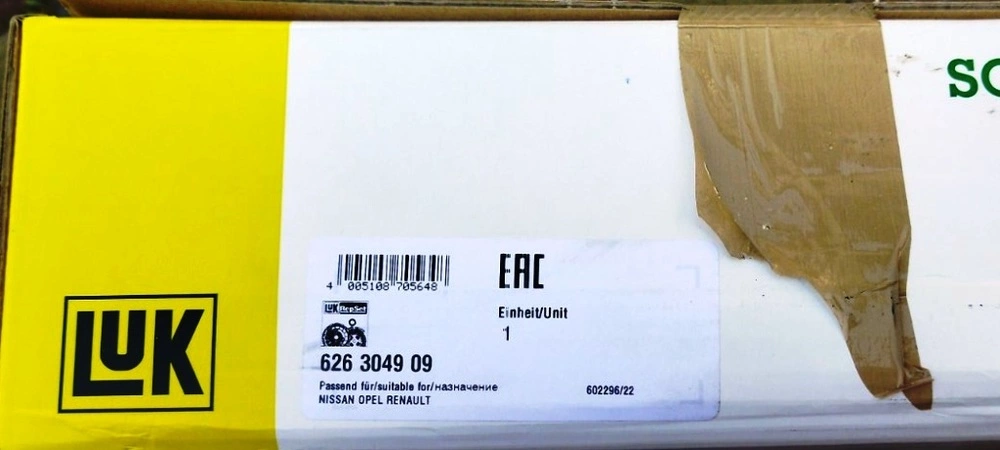 SC
LUK
4 005108 705648
EAC
LUK RepSet
Einheit/Unit
1
626 3049 09
Passend für/suitable for/назначение
NISSAN OPEL RENAULT
602296/22